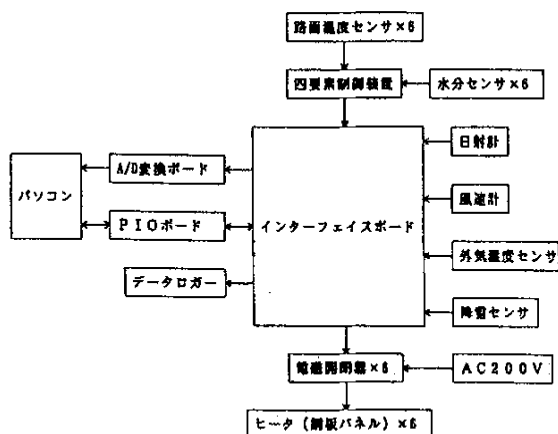 路面温度センサ×6
四要素制御装置
水分センサ×6
日射計
A/D変換ボード
パソコン
風速計
PIOボード
インターフェイスボード
外気温度センサ
データロガー
降雪センサ
電磁開閉器×6
AC200V
ヒータ(鋼板パネル)×6